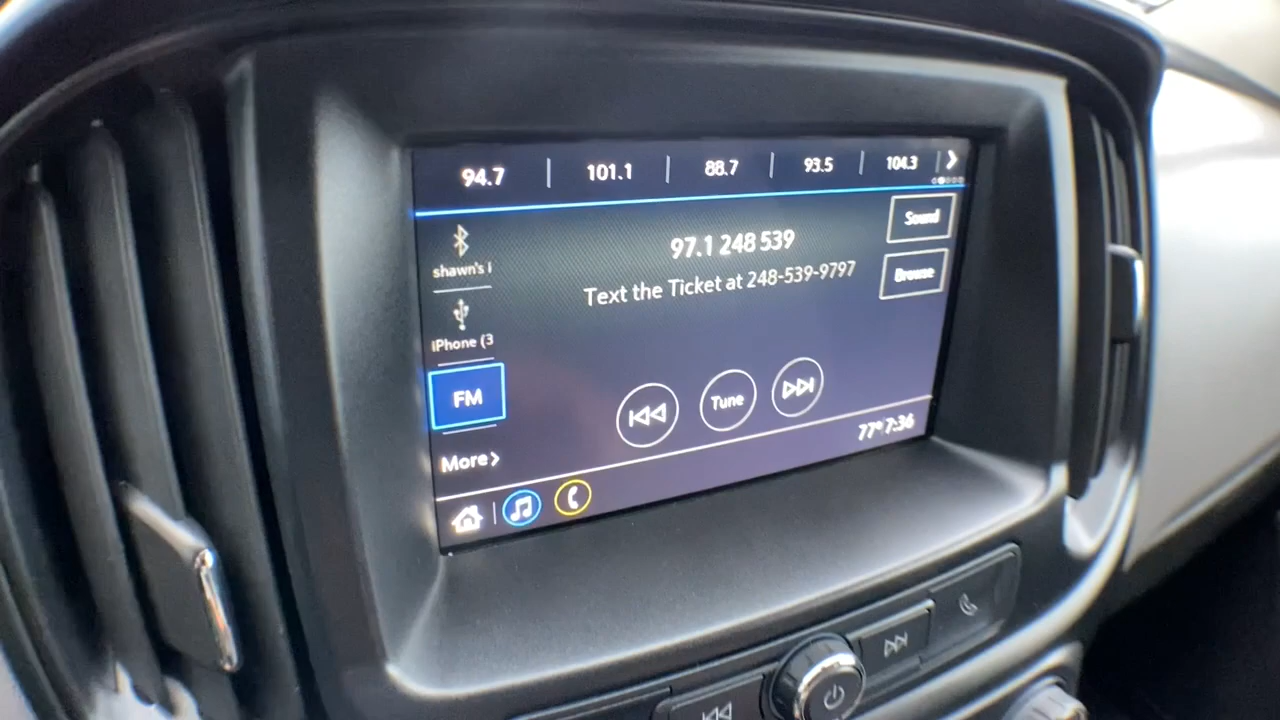 94.7 101.1 88.7 93.5 104.3
Sound
shawn's i
97.1 248 539
Text the Ticket at 248-539-9797
Browse
iPhone (3
FM
Tune
More
77° 7:36